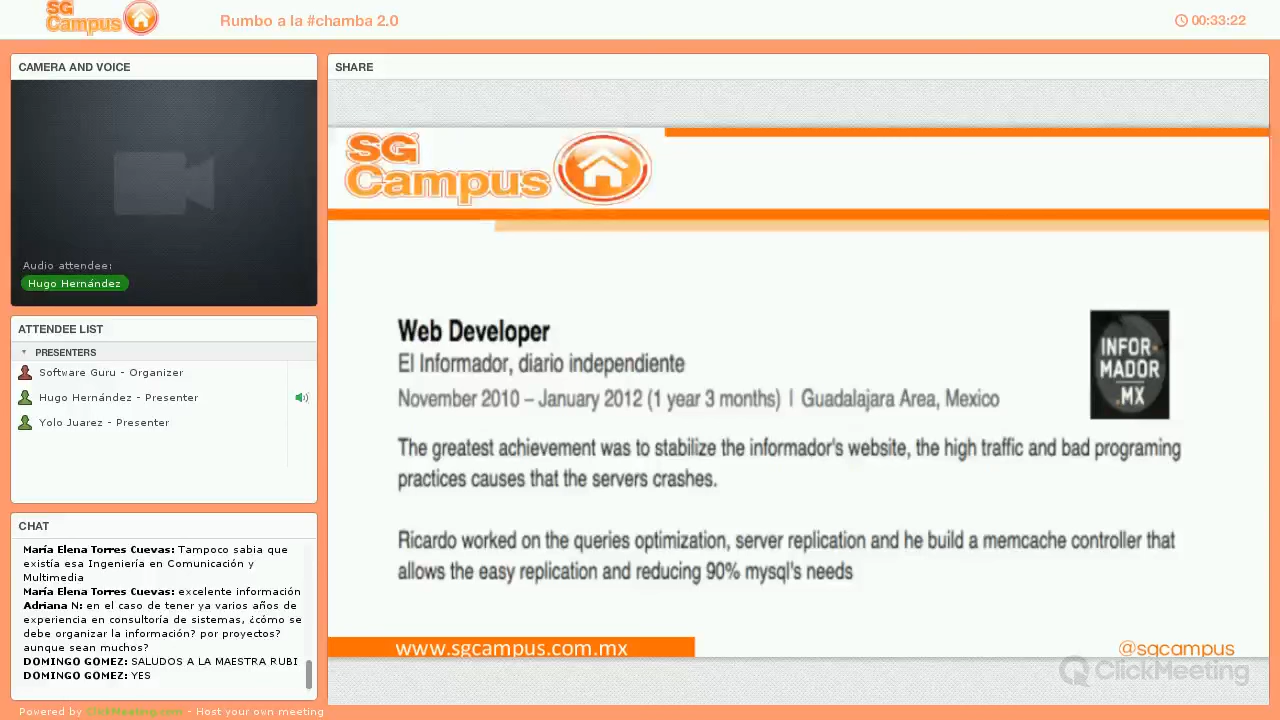 SG
Campus
Rumbo a la #chamba 2.0
00:33:22
CAMERA AND VOICE
Audio attendee:
Hugo Hernández
ATTENDEE LIST
PRESENTERS
Software Guru - Organizer
Hugo Hernández - Presenter
Yolo Juarez - Presenter
CHAT
María Elena Torres Cuevas: Tampoco sabia que
existía esa Ingeniería en Comunicación y
Multimedia
María Elena Torres Cuevas: excelente información
Adriana N: en el caso de tener ya varios años de
experiencia en consultoría de sistemas, ¿cómo se
debe organizar la información? por proyectos?
aunque sean muchos?
DOMINGO GOMEZ: SALUDOS A LA MAESTRA RUBI
DOMINGO GOMEZ: YES
SHARE
SG
Campus
Web Developer
El Informador, diario independiente
November 2010 – January 2012 (1 year 3 months) | Guadalajara Area, Mexico
INFOR-
MADOR
.MX
The greatest achievement was to stabilize the informador's website, the high traffic and bad programing
practices causes that the servers crashes.
Ricardo worked on the queries optimization, server replication and he build a memcache controller that
allows the easy replication and reducing 90% mysql's needs
www.sgcampus.com.mx
@sgcampus
ClickMeeting
Powered by ClickMeeting.com - Host your own meeting